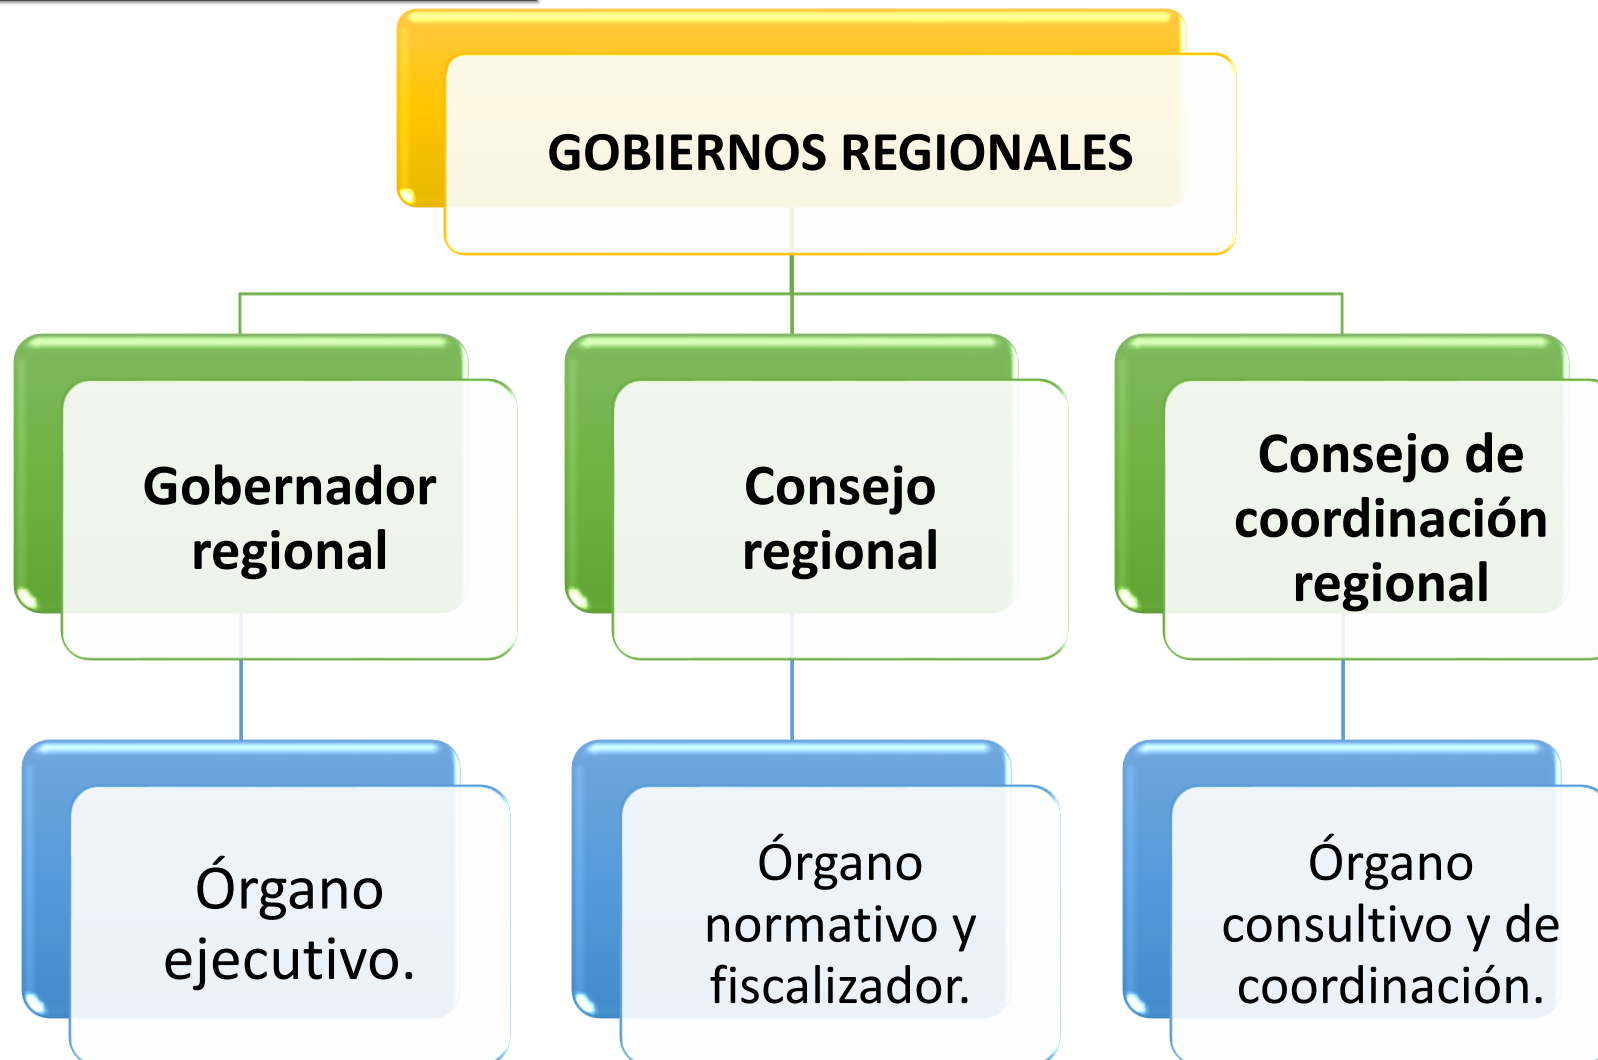 GOBIERNOS REGIONALES
Gobernador
regional
Consejo
regional
Consejo de
coordinación
regional
Órgano
ejecutivo.
Órgano
normativo y
fiscalizador.
Órgano
consultivo y de
coordinación.